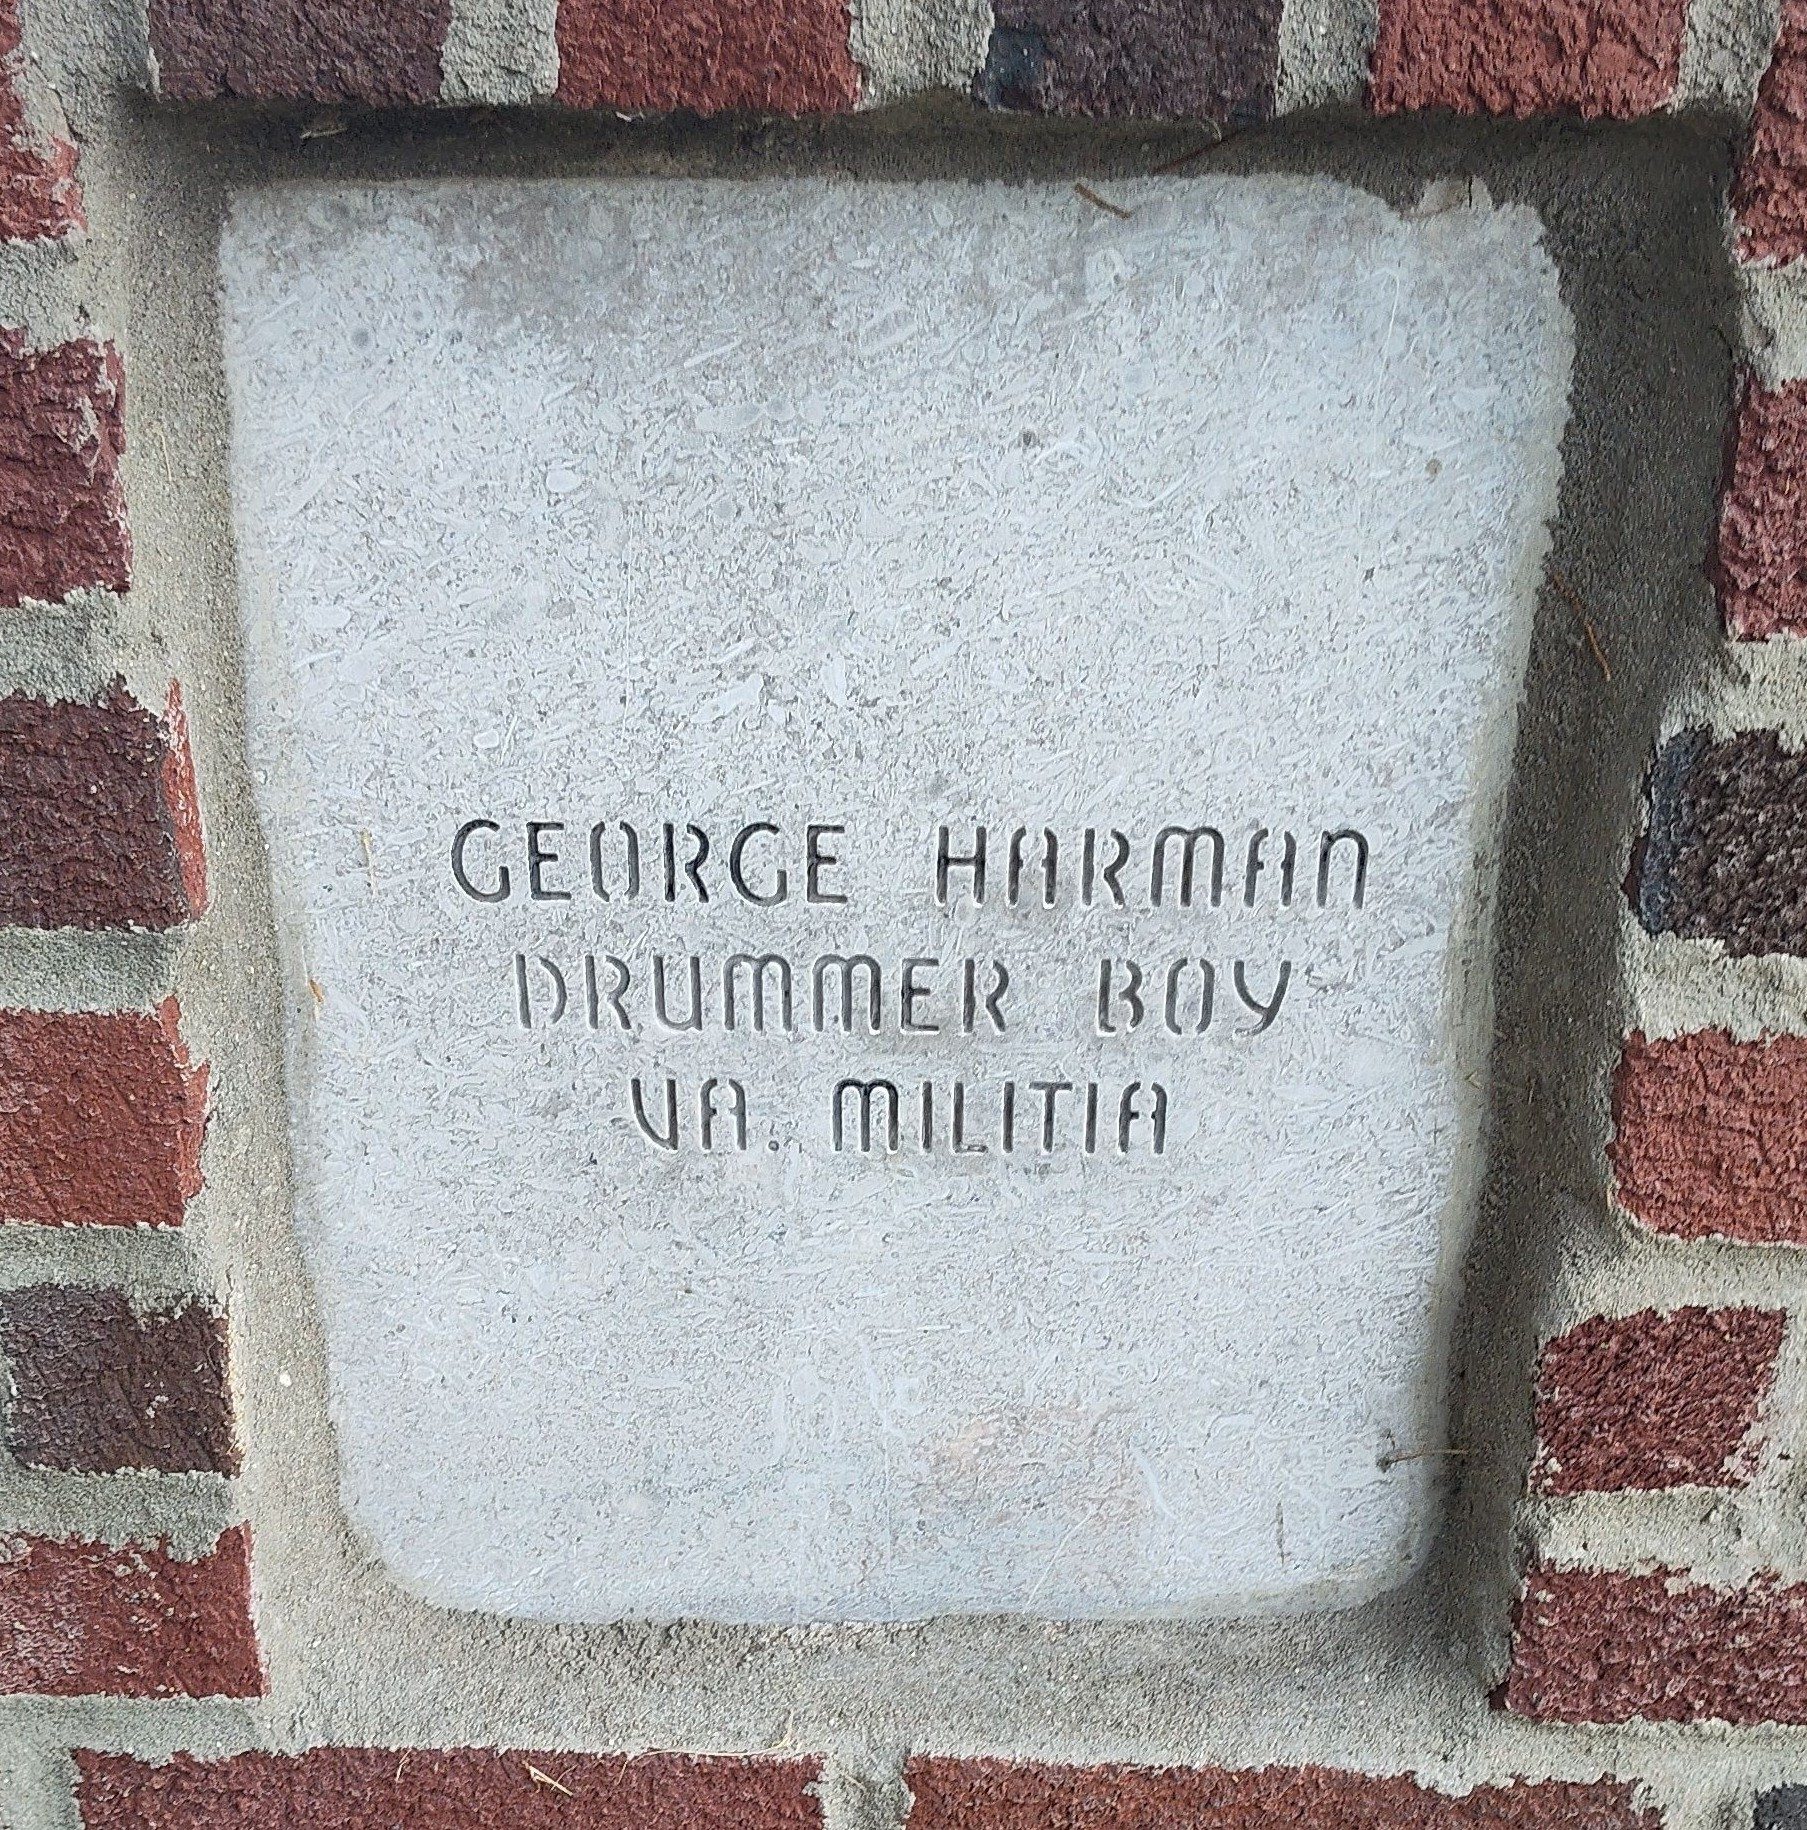 GEORGE HARMAN
DRUMMER BOY
VA. MILITIA